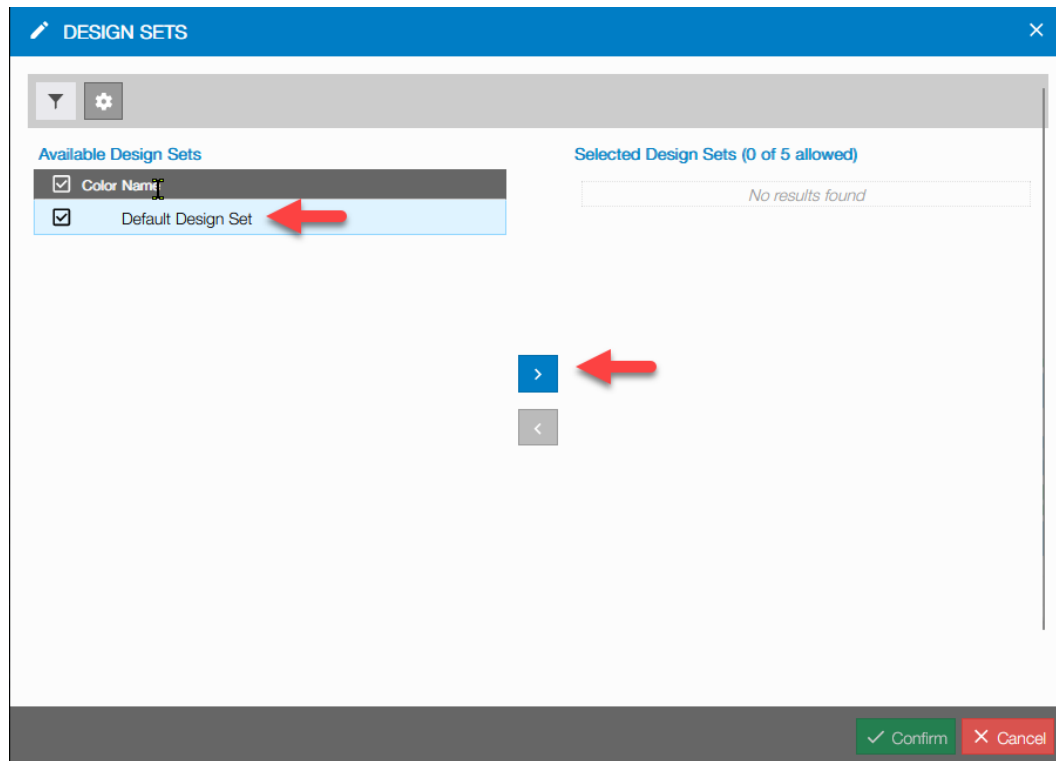 DESIGN SETS
Available Design Sets
Selected Design Sets (0 of 5 allowed)
Color Name
No results found
Default Design Set
Confirm
Cancel